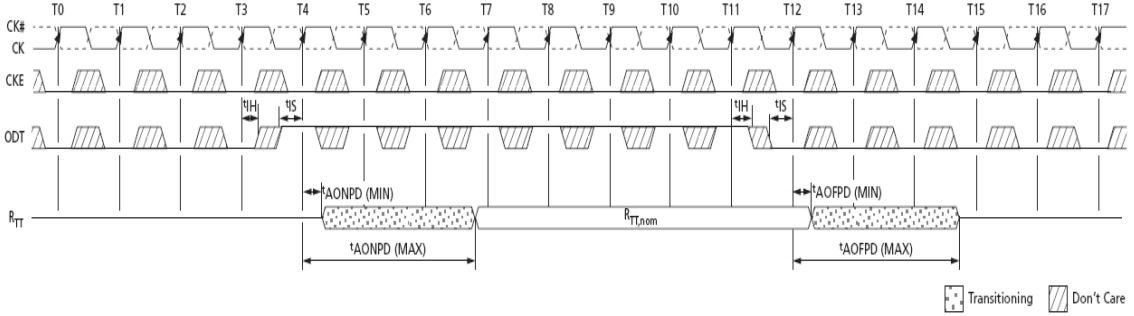 T0 T1 T2 T3 T4 T5 T6 T7 T8 T9 T10 T11 T12 T13 T14 T15 T16 T17
CK#
CK
CKE
tIH tIS tIH tIS
ODT
tAONPD (MIN) tAOFPD (MIN)
RTT RTT,nom
tAONPD (MAX) tAOFPD (MAX)
Transitioning Don't Care